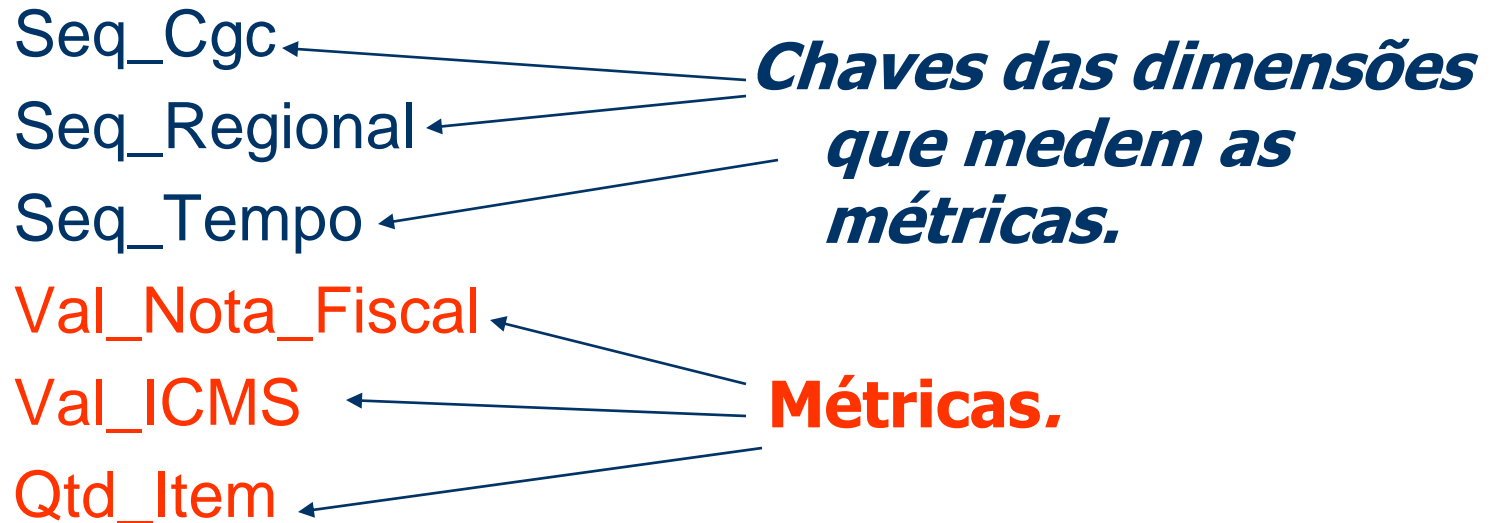 Seq_Cgc
Seq_Regional
Seq_Tempo
Val_Nota_Fiscal
Val_ICMS
Qtd_Item
Chaves das dimensões
que medem as
métricas.
Métricas.